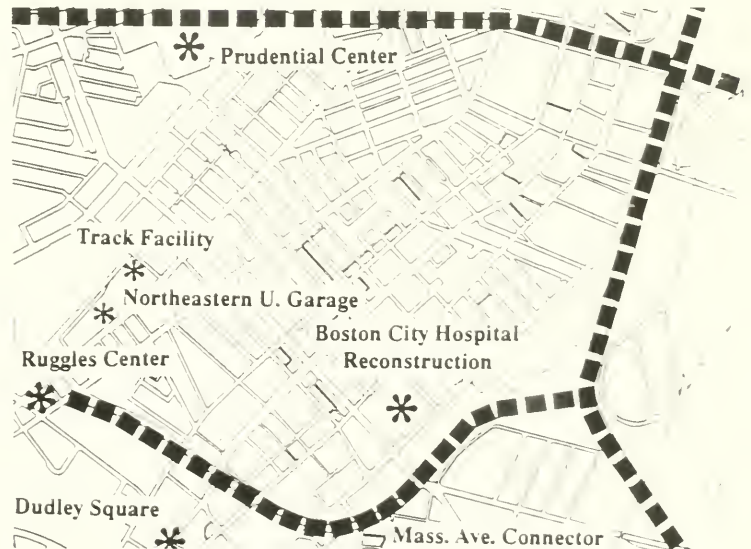 Prudential Center
Track Facility
Northeastern U. Garage
Boston City Hospital
Reconstruction
Ruggles Center
Dudley Square
Mass. Ave. Connector